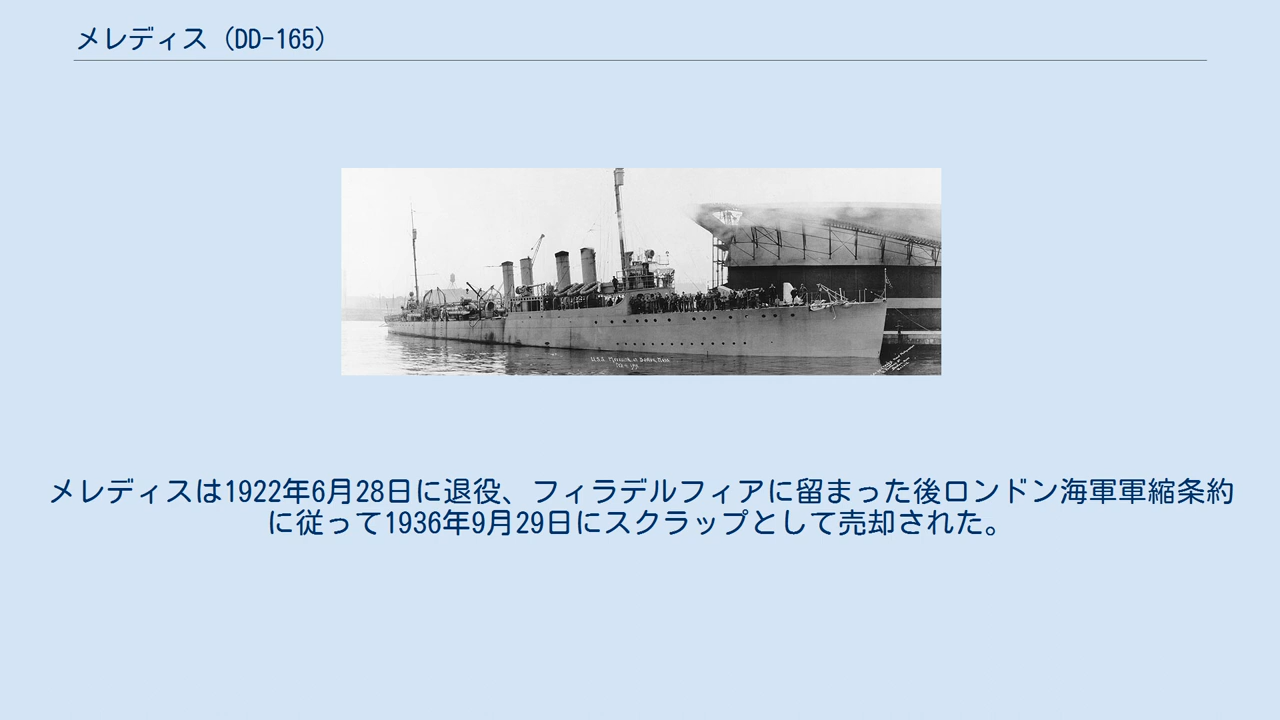 メレディス（DD-165）
U.S.S.
メレディスは1922年6月28日に退役、フィラデルフィアに留まった後ロンドン海軍軍縮条約
に従って1936年9月29日にスクラップとして売却された。